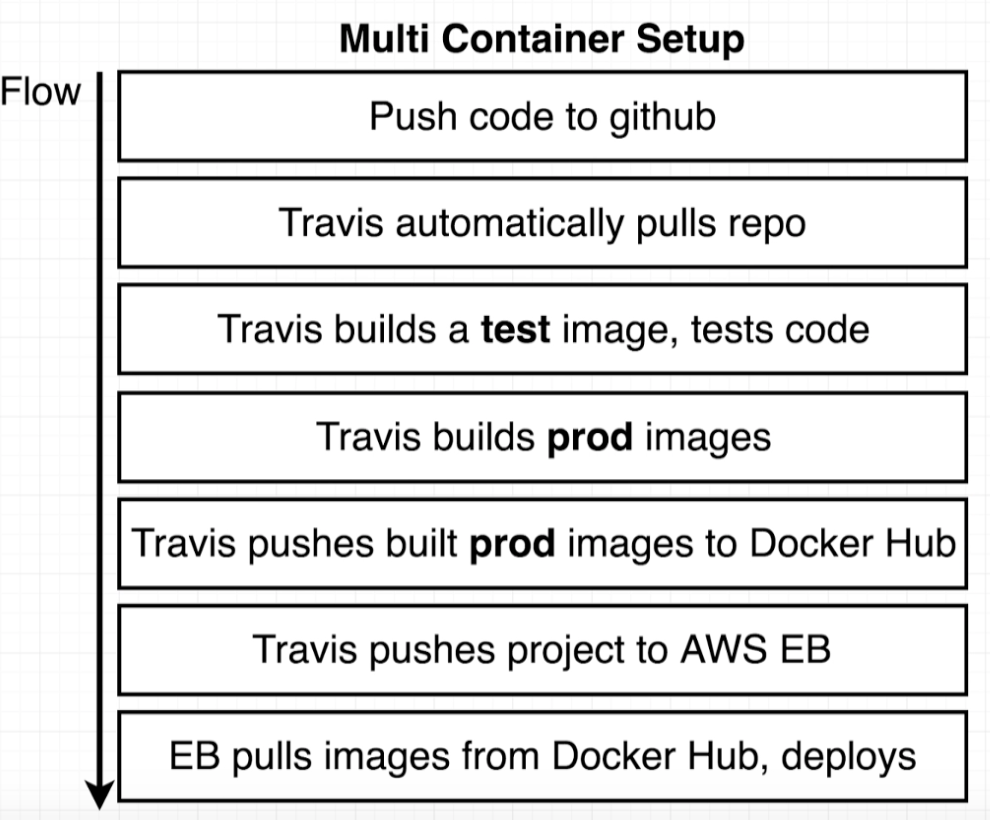 Multi Container Setup
Flow
Push code to github
Travis automatically pulls repo
Travis builds a test image, tests code
Travis builds prod images
Travis pushes built prod images to Docker Hub
Travis pushes project to AWS EB
EB pulls images from Docker Hub, deploys